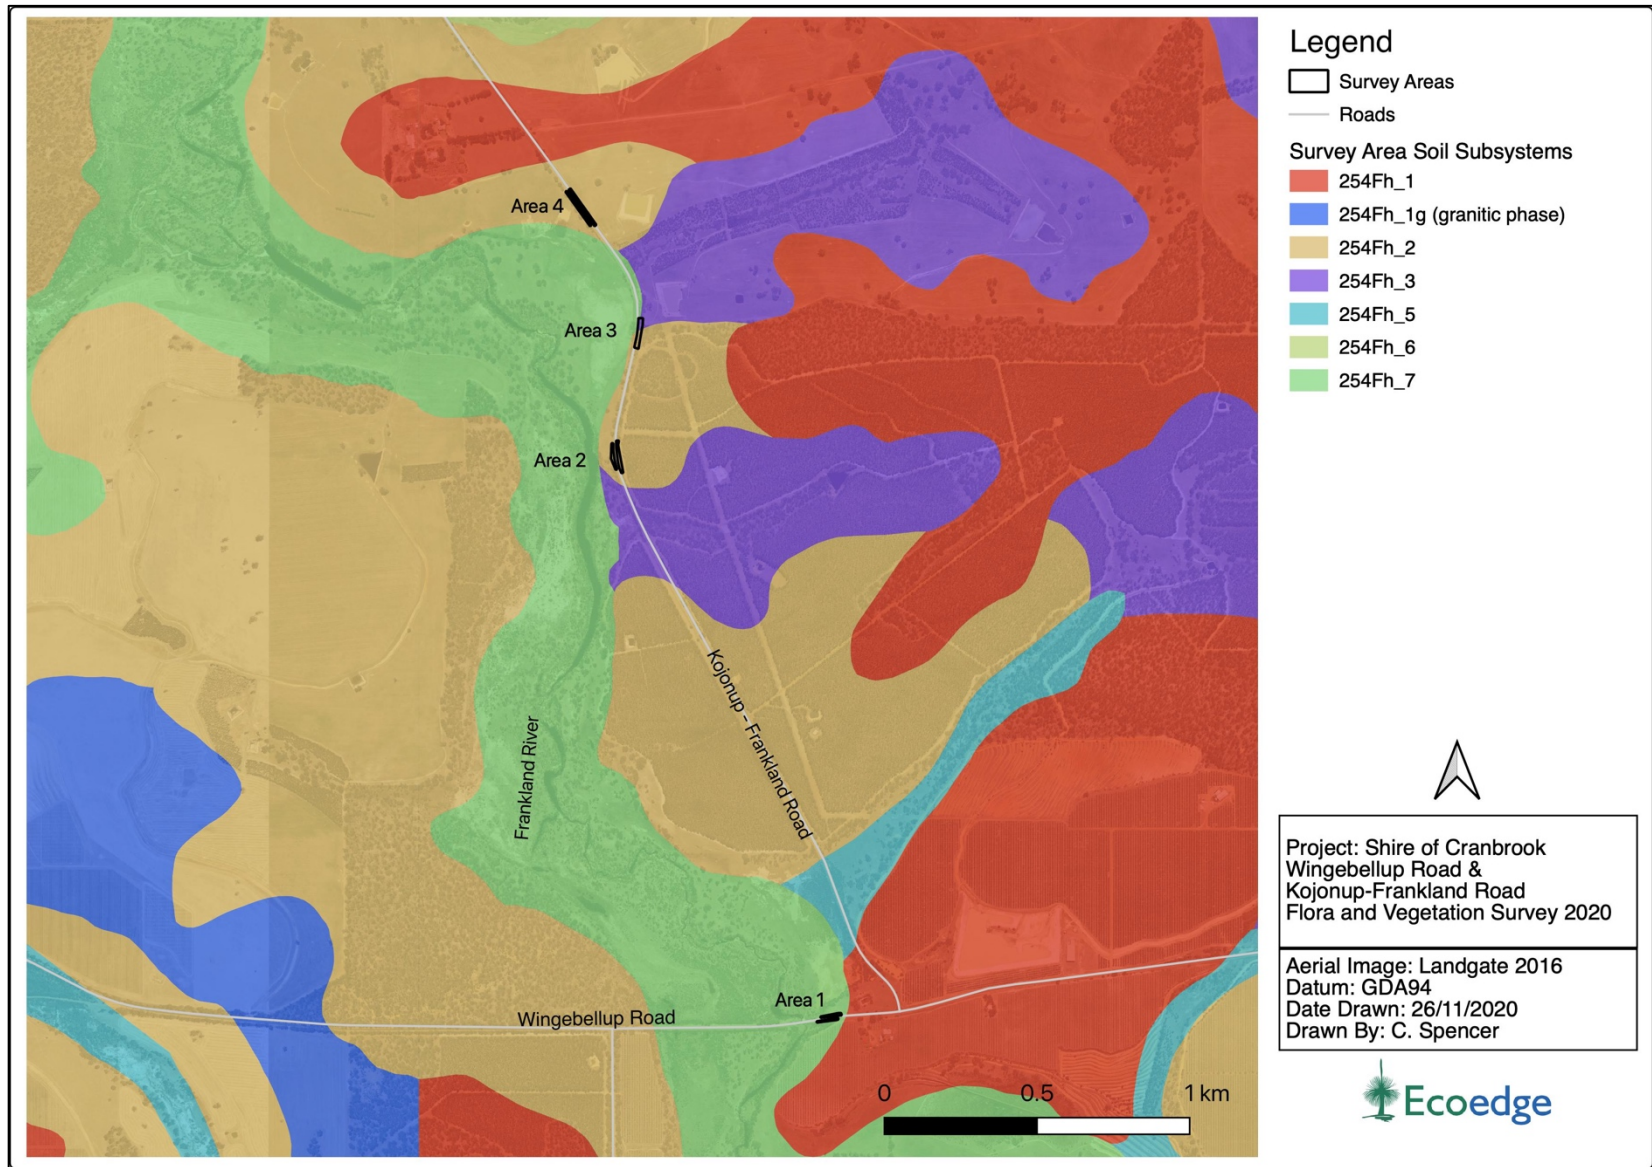 Legend
Survey Areas
Roads
Survey Area Soil Subsystems
254Fh_1
254Fh_1g (granitic phase)
254Fh_2
254Fh_3
254Fh_5
254Fh_6
254Fh_7
Area 4
Area 3
Area 2
Kojonup - Frankland Road
Frankland River
Area 1
Wingebellup Road
0 0.5 1 km
Project: Shire of Cranbrook
Wingebellup Road &
Kojonup-Frankland Road
Flora and Vegetation Survey 2020
Aerial Image: Landgate 2016
Datum: GDA94
Date Drawn: 26/11/2020
Drawn By: C. Spencer
Ecoedge